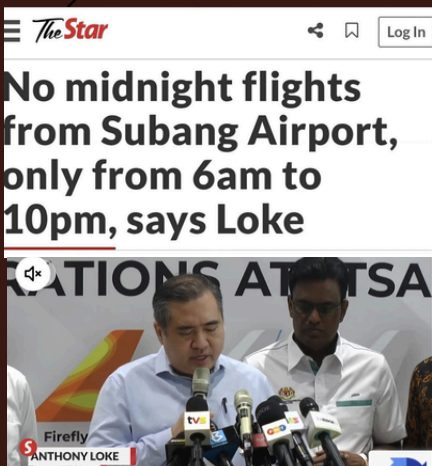 The Star
Log In
No midnight flights
from Subang Airport,
only from 6am to
10pm, says Loke
RATIONS AT TSA
tvs
Firefly
ANTHONY LOKE